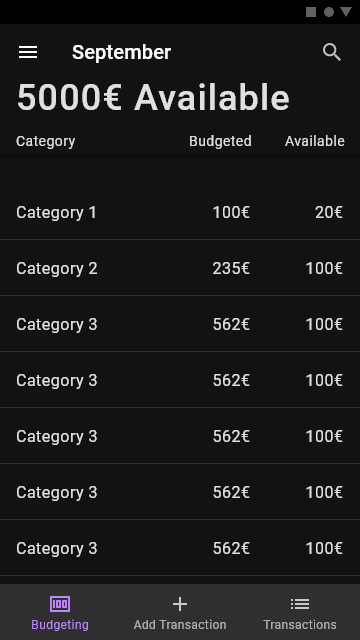 September
5000€ Available
Category Budgeted Available
Category 1 100€ 20€
Category 2 235€ 100€
Category 3 562€ 100€
Category 3 562€ 100€
Category 3 562€ 100€
Category 3 562€ 100€
Category 3 562€ 100€
Budgeting Add Transaction Transactions